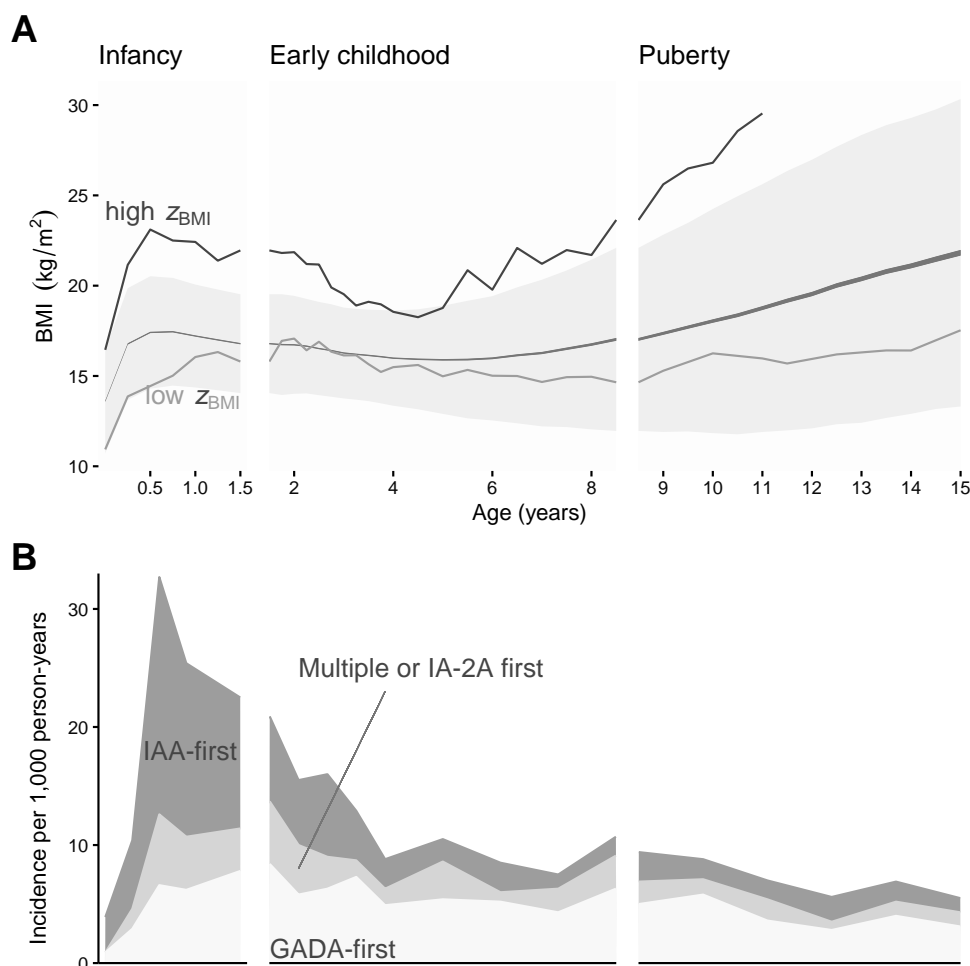 A
Infancy Early childhood Puberty
30
25
20
15
10
BMI (kg/m²)
high zBMI
low zBMI
0.5 1.0 1.5 2 4 6 8 9 10 11 12 13 14 15
Age (years)
B
30
20
10
0
Incidence per 1,000 person-years
Multiple or IA-2A first
IAA-first
GADA-first